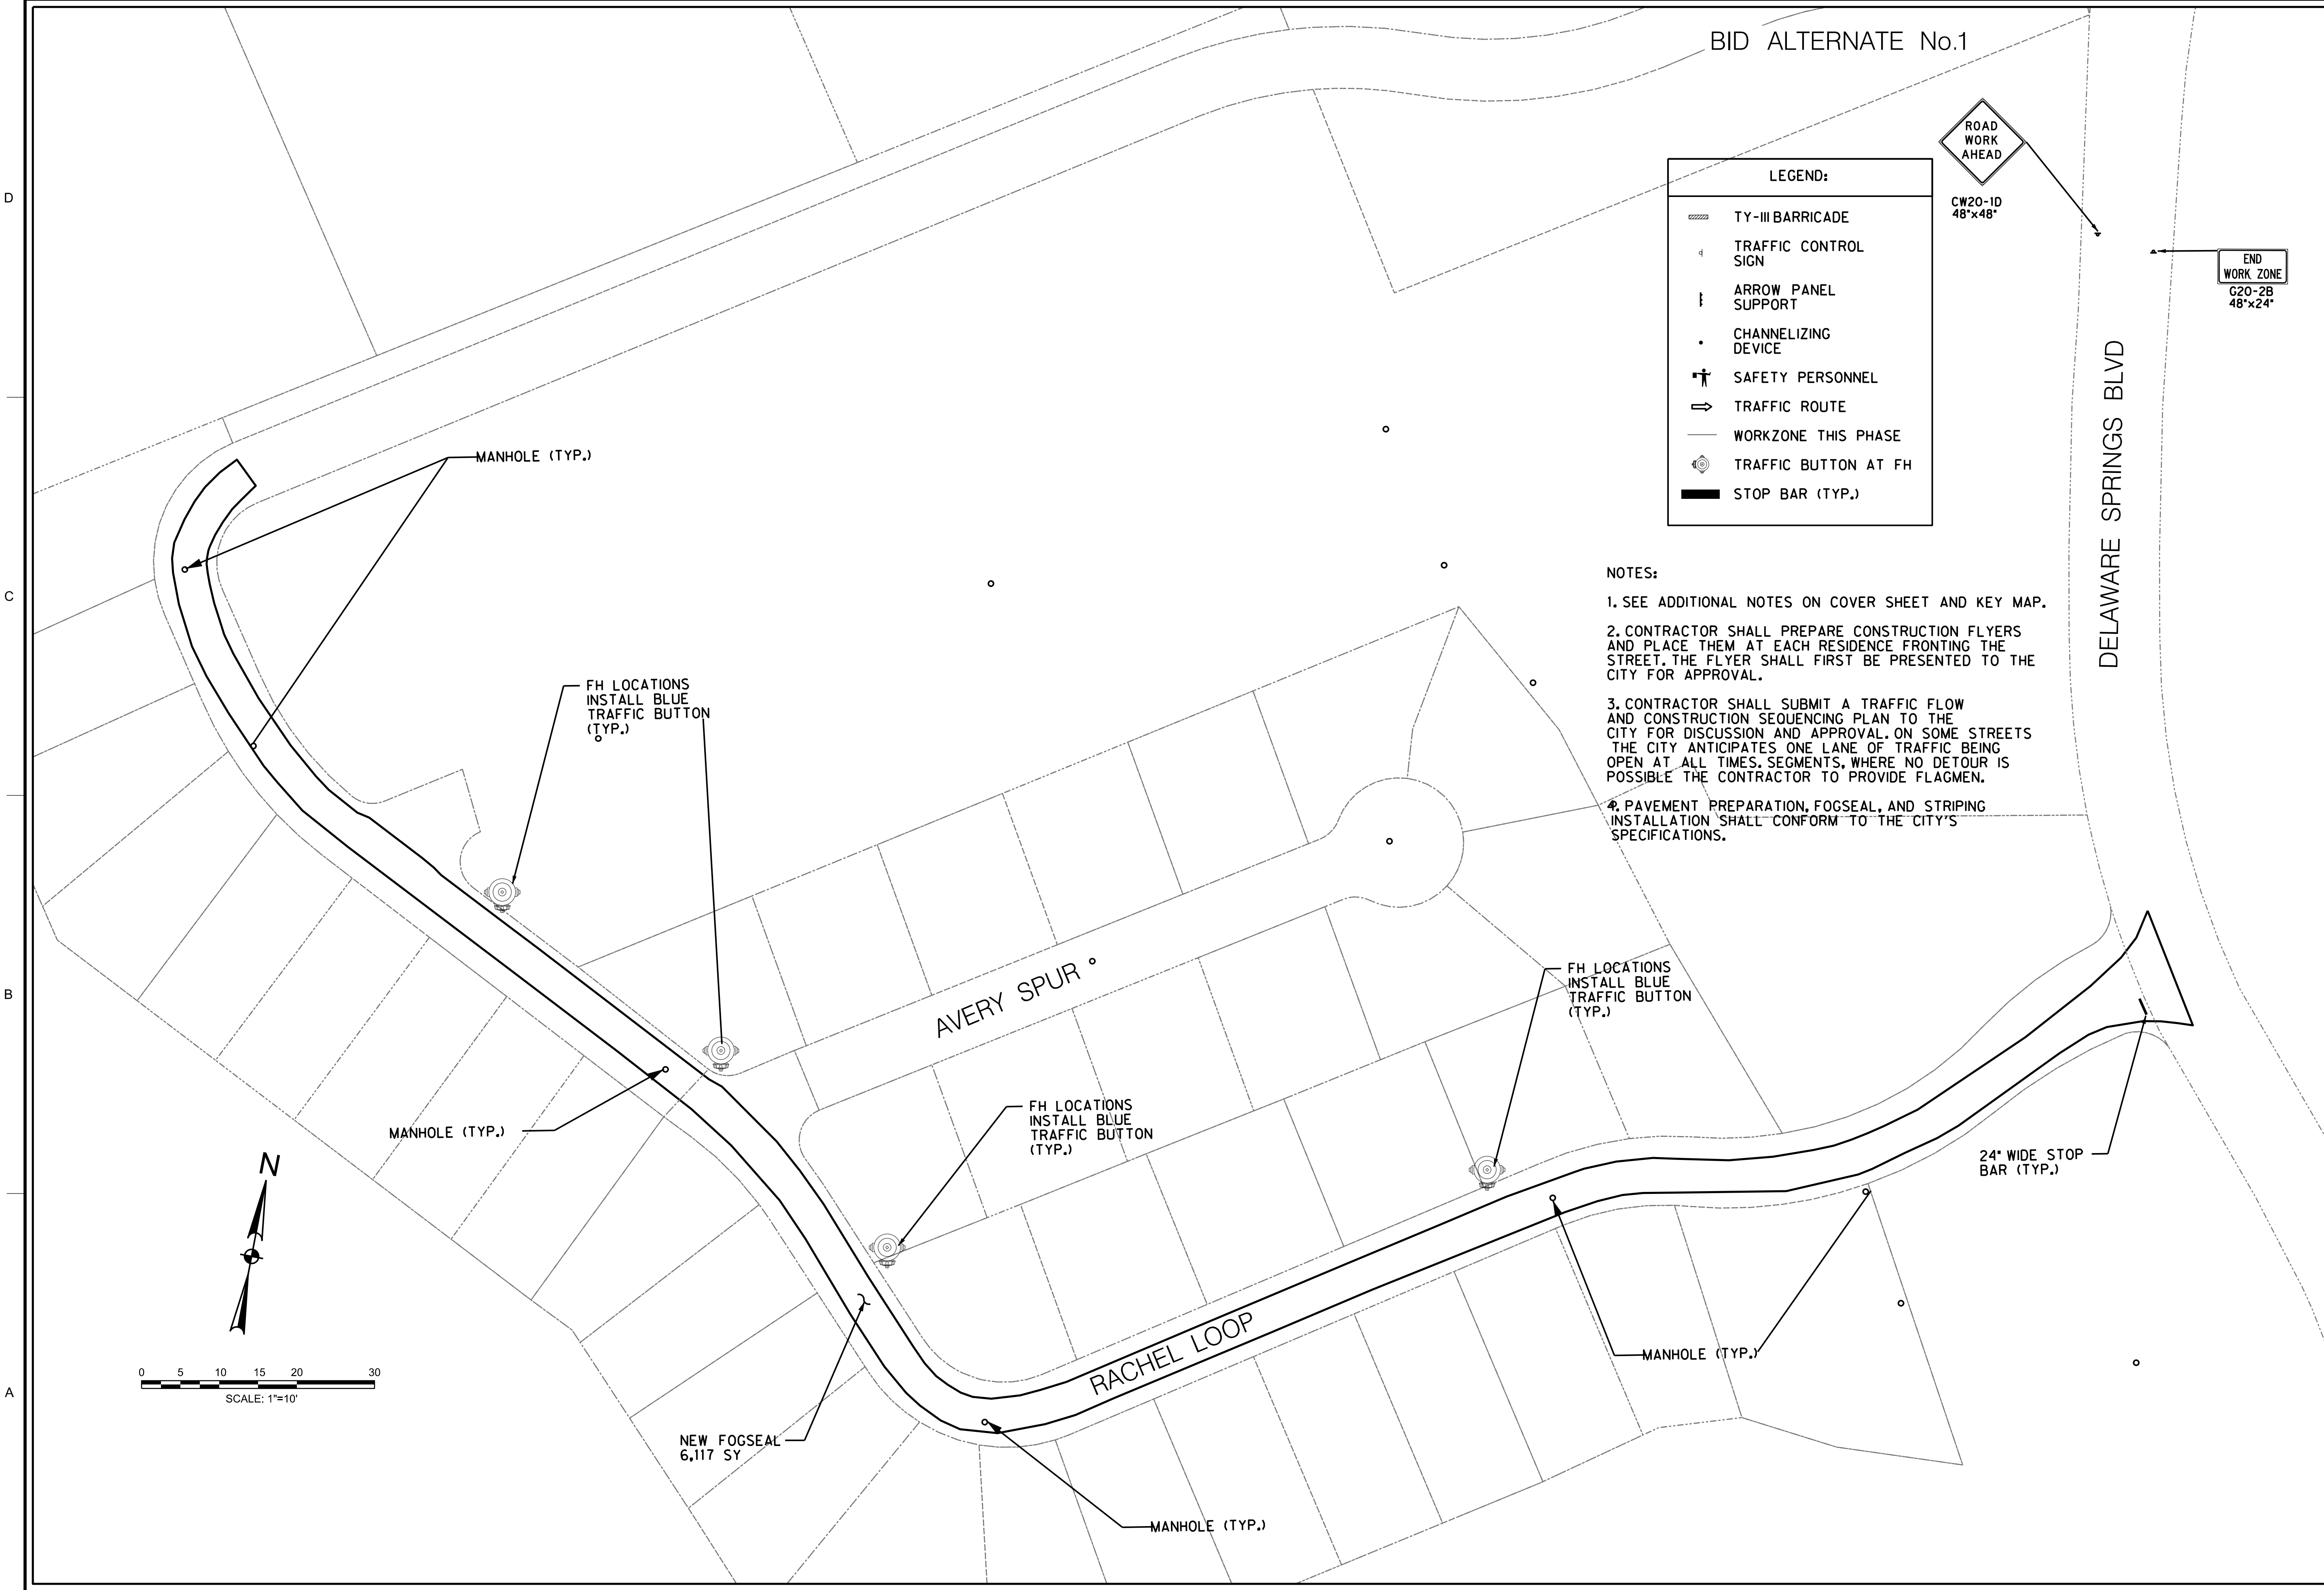 BID ALTERNATE No.1
ROAD
WORK
AHEAD
CW20-1D
48"x48"
END
WORK ZONE
G20-2B
48"x24"
LEGEND:
TY-III BARRICADE
TRAFFIC CONTROL
SIGN
ARROW PANEL
SUPPORT
CHANNELIZING
DEVICE
SAFETY PERSONNEL
TRAFFIC ROUTE
WORKZONE THIS PHASE
TRAFFIC BUTTON AT FH
STOP BAR (TYP.)
DELAWARE SPRINGS BLVD
NOTES:
1. SEE ADDITIONAL NOTES ON COVER SHEET AND KEY MAP.
2. CONTRACTOR SHALL PREPARE CONSTRUCTION FLYERS
AND PLACE THEM AT EACH RESIDENCE FRONTING THE
STREET. THE FLYER SHALL FIRST BE PRESENTED TO THE
CITY FOR APPROVAL.
3. CONTRACTOR SHALL SUBMIT A TRAFFIC FLOW
AND CONSTRUCTION SEQUENCING PLAN TO THE
CITY FOR DISCUSSION AND APPROVAL. ON SOME STREETS
THE CITY ANTICIPATES ONE LANE OF TRAFFIC BEING
OPEN AT ALL TIMES. SEGMENTS, WHERE NO DETOUR IS
POSSIBLE THE CONTRACTOR TO PROVIDE FLAGMEN.
4. PAVEMENT PREPARATION, FOGSEAL, AND STRIPING
INSTALLATION SHALL CONFORM TO THE CITY'S
SPECIFICATIONS.
D
C
B
A
MANHOLE (TYP.)
FH LOCATIONS
INSTALL BLUE
TRAFFIC BUTTON
(TYP.)
AVERY SPUR
FH LOCATIONS
INSTALL BLUE
TRAFFIC BUTTON
(TYP.)
MANHOLE (TYP.)
FH LOCATIONS
INSTALL BLUE
TRAFFIC BUTTON
(TYP.)
24" WIDE STOP
BAR (TYP.)
N
RACHEL LOOP
MANHOLE (TYP.)
0 5 10 15 20 30
SCALE: 1"=10'
NEW FOGSEAL
6,117 SY
MANHOLE (TYP.)